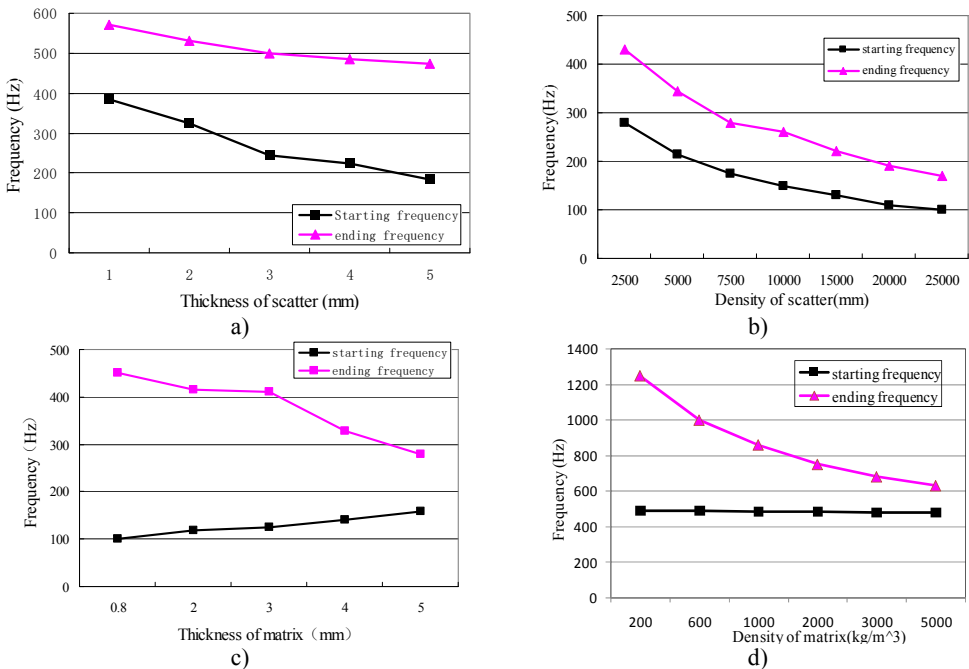 600
500
400
300
200
100
0
Frequency (Hz)
Starting frequency
ending frequency
1 2 3 4 5
Thickness of scatter (mm)
a)
500
400
300
200
100
0
Frequency(Hz)
starting frequency
ending frequency
2500 5000 7500 10000 15000 20000 25000
Density of scatter(mm)
b)
500
400
300
200
100
0
Frequency（Hz）
starting frequency
ending frequency
0.8 2 3 4 5
Thickness of matrix（mm）
c)
1400
1200
1000
800
600
400
200
0
Frequency (Hz)
starting frequency
ending frequency
200 600 1000 2000 3000 5000
Density of matrix(kg/m^3)
d)